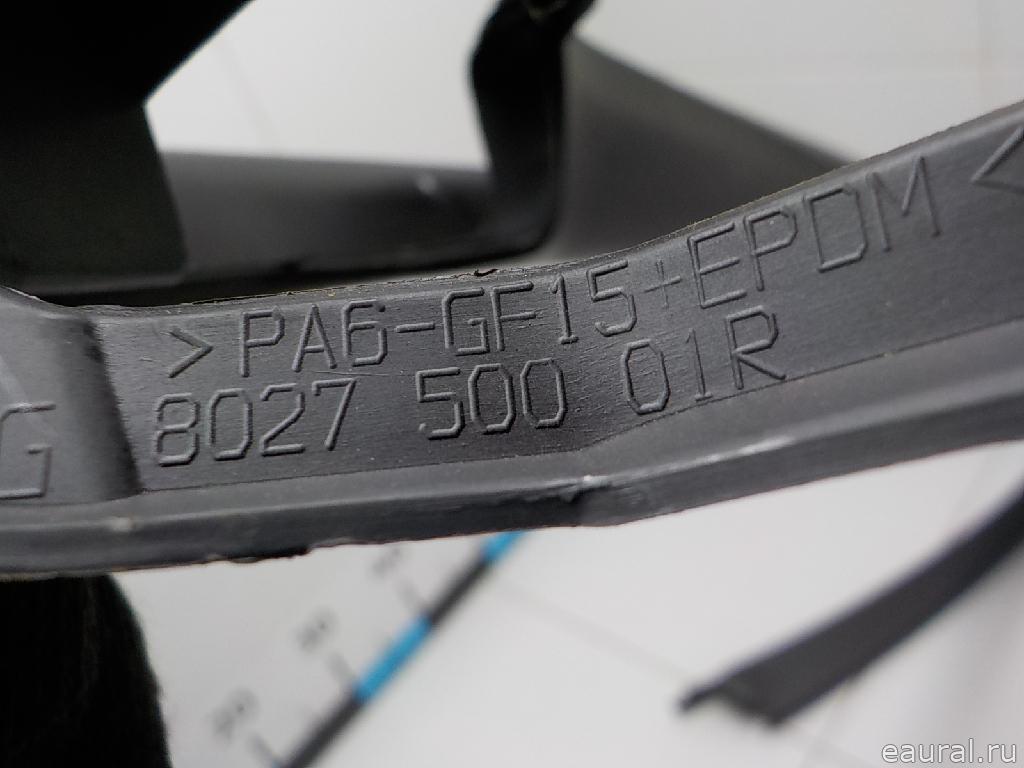 >PA6-GF15+EPDM<
8027 500 01R
G
eaural.ru